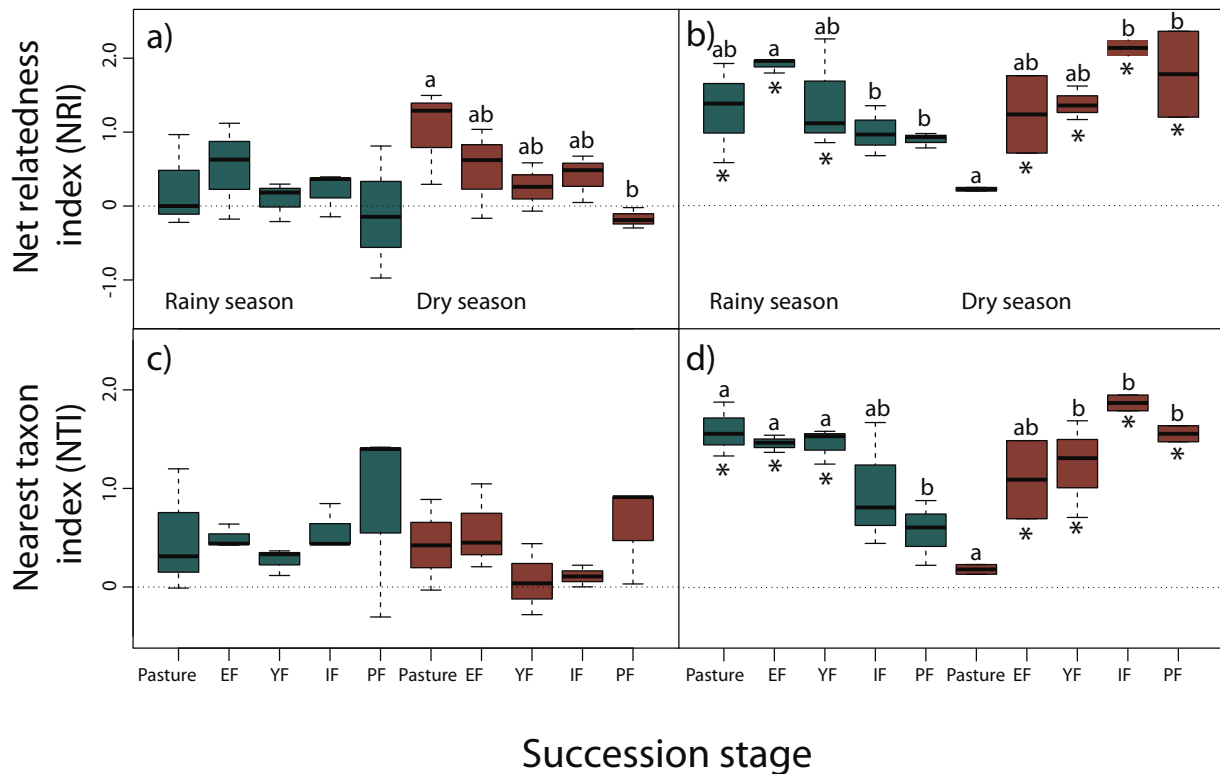 Net relatedness
index (NRI)
2.0
1.0
0
-1.0
a)
a
ab
ab
ab
b
Rainy season
Dry season
b)
ab
a
ab
b
b
a
ab
ab
b
b
*
*
*
*
*
*
*
Rainy season
Dry season
Nearest taxon
index (NTI)
2.0
1.0
0
c)
d)
a
a
a
ab
b
a
ab
b
b
b
*
*
*
*
*
*
*
Pasture EF YF IF PF Pasture EF YF IF PF
Pasture EF YF IF PF Pasture EF YF IF PF
Succession stage